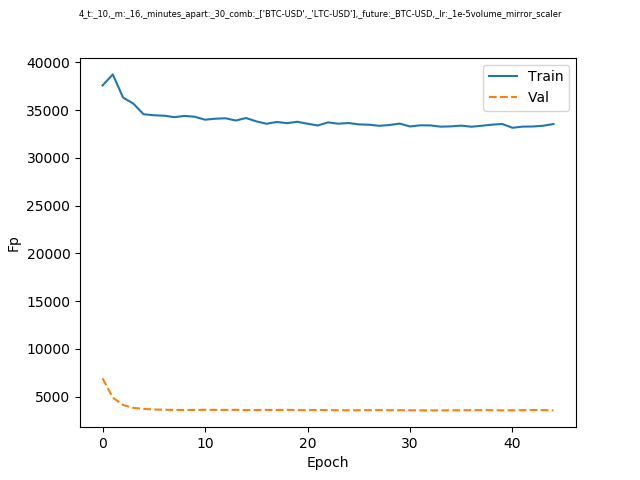 4_t:_10,_m:_16,_minutes_apart:_30_comb:_['BTC-USD',_'LTC-USD'],_future:_BTC-USD,_lr:_1e-5volume_mirror_scaler
40000
35000
30000
25000
20000
15000
10000
5000
Fp
Train
Val
0 10 20 30 40
Epoch